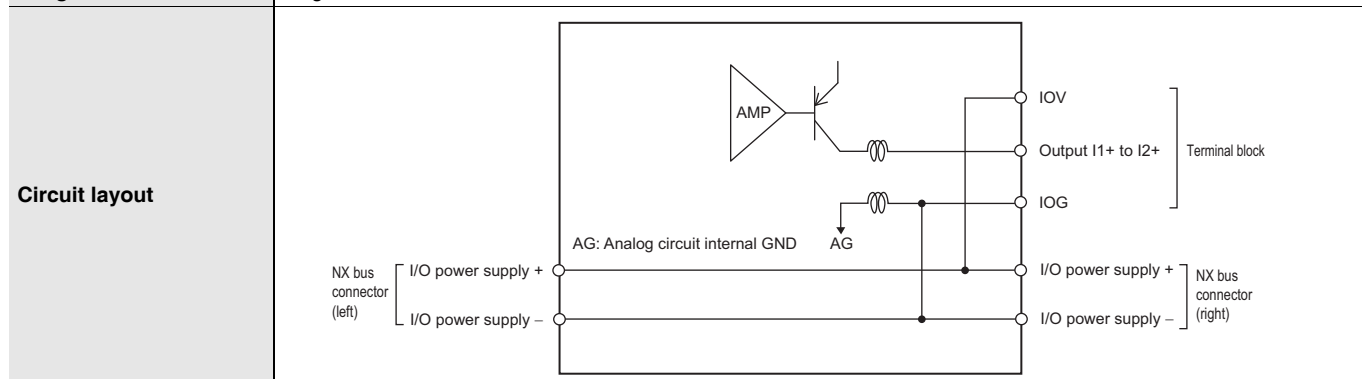 Circuit layout
AMP
IOV
Output I1+ to I2+
Terminal block
IOG
AG: Analog circuit internal GND
AG
NX bus
connector
(left)
I/O power supply +
I/O power supply –
I/O power supply +
I/O power supply –
NX bus
connector
(right)